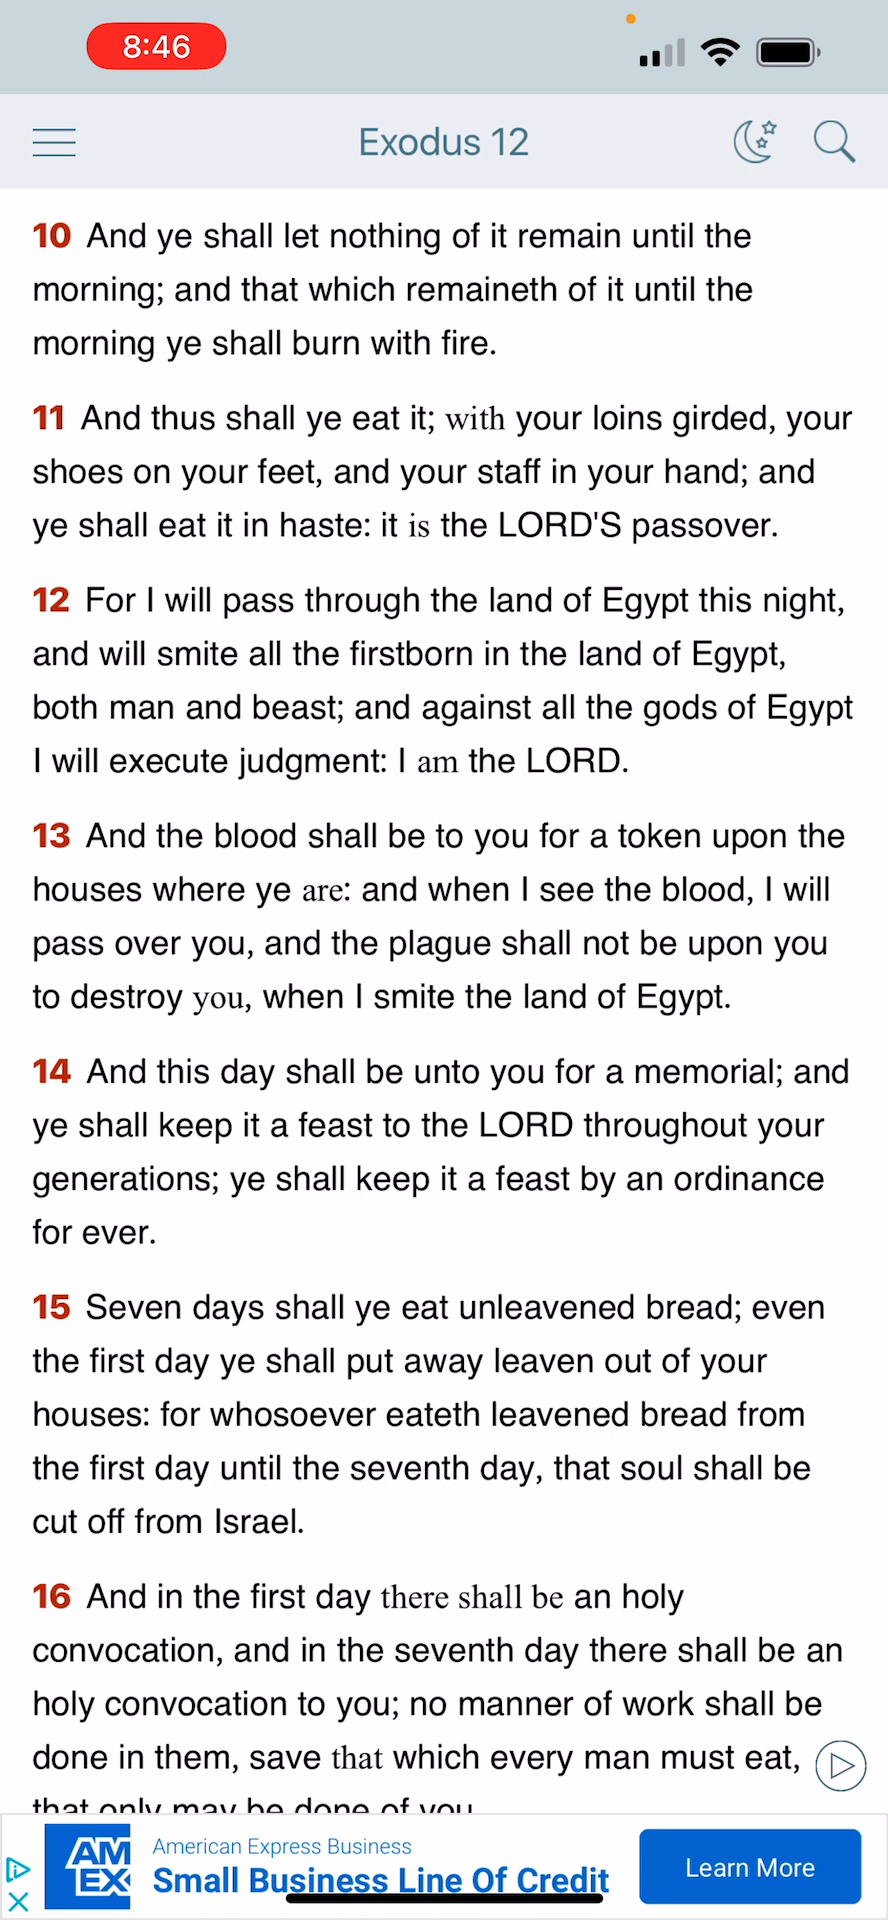 8:46
Exodus 12
10 And ye shall let nothing of it remain until the
morning; and that which remaineth of it until the
morning ye shall burn with fire.
11 And thus shall ye eat it; with your loins girded, your
shoes on your feet, and your staff in your hand; and
ye shall eat it in haste: it is the LORD'S passover.
12 For I will pass through the land of Egypt this night,
and will smite all the firstborn in the land of Egypt,
both man and beast; and against all the gods of Egypt
I will execute judgment: I am the LORD.
13 And the blood shall be to you for a token upon the
houses where ye are: and when I see the blood, I will
pass over you, and the plague shall not be upon you
to destroy you, when I smite the land of Egypt.
14 And this day shall be unto you for a memorial; and
ye shall keep it a feast to the LORD throughout your
generations; ye shall keep it a feast by an ordinance
for ever.
15 Seven days shall ye eat unleavened bread; even
the first day ye shall put away leaven out of your
houses: for whosoever eateth leavened bread from
the first day until the seventh day, that soul shall be
cut off from Israel.
16 And in the first day there shall be an holy
convocation, and in the seventh day there shall be an
holy convocation to you; no manner of work shall be
done in them, save that which every man must eat,
that only may be done of you
AM
EX
American Express Business
Small Business Line Of Credit
Learn More